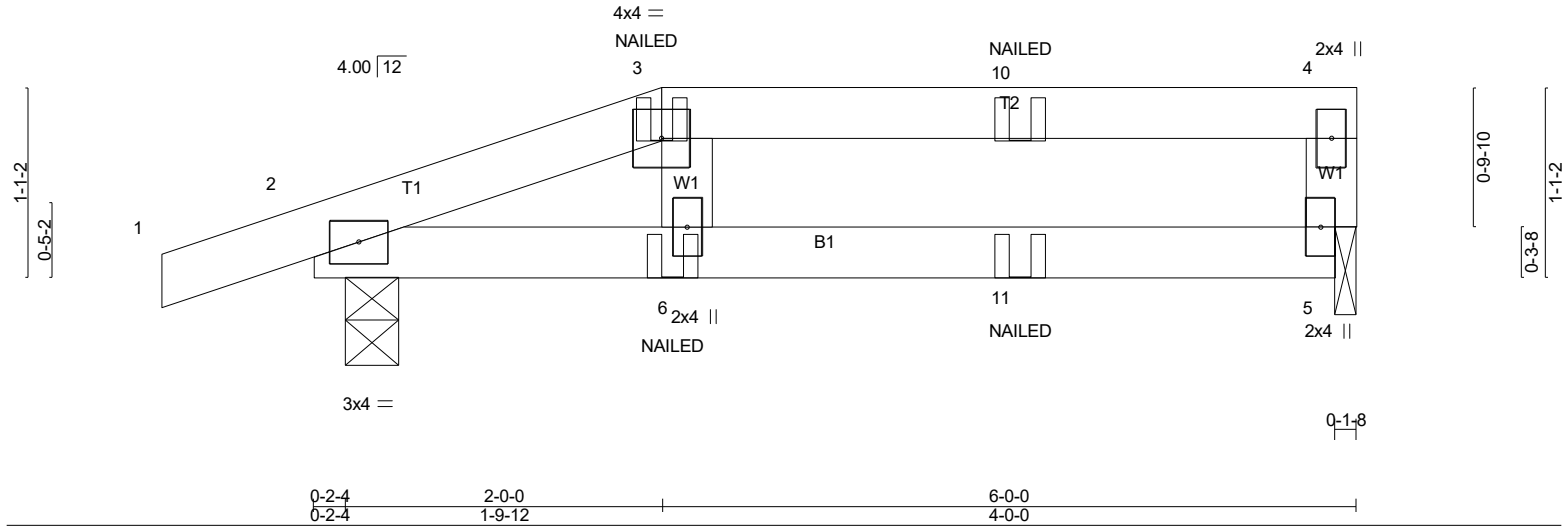 4x4 =
NAILED
NAILED
2x4 ||
4.00 12
3
10
4
T2
1-1-2
0-5-2
2
T1
W1
W1
0-9-10
1-1-2
1
B1
0-3-8
6
2x4 ||
11
5
NAILED
NAILED
2x4 ||
3x4 =
0-1-8
0-2-4
2-0-0
6-0-0
0-2-4
1-9-12
4-0-0